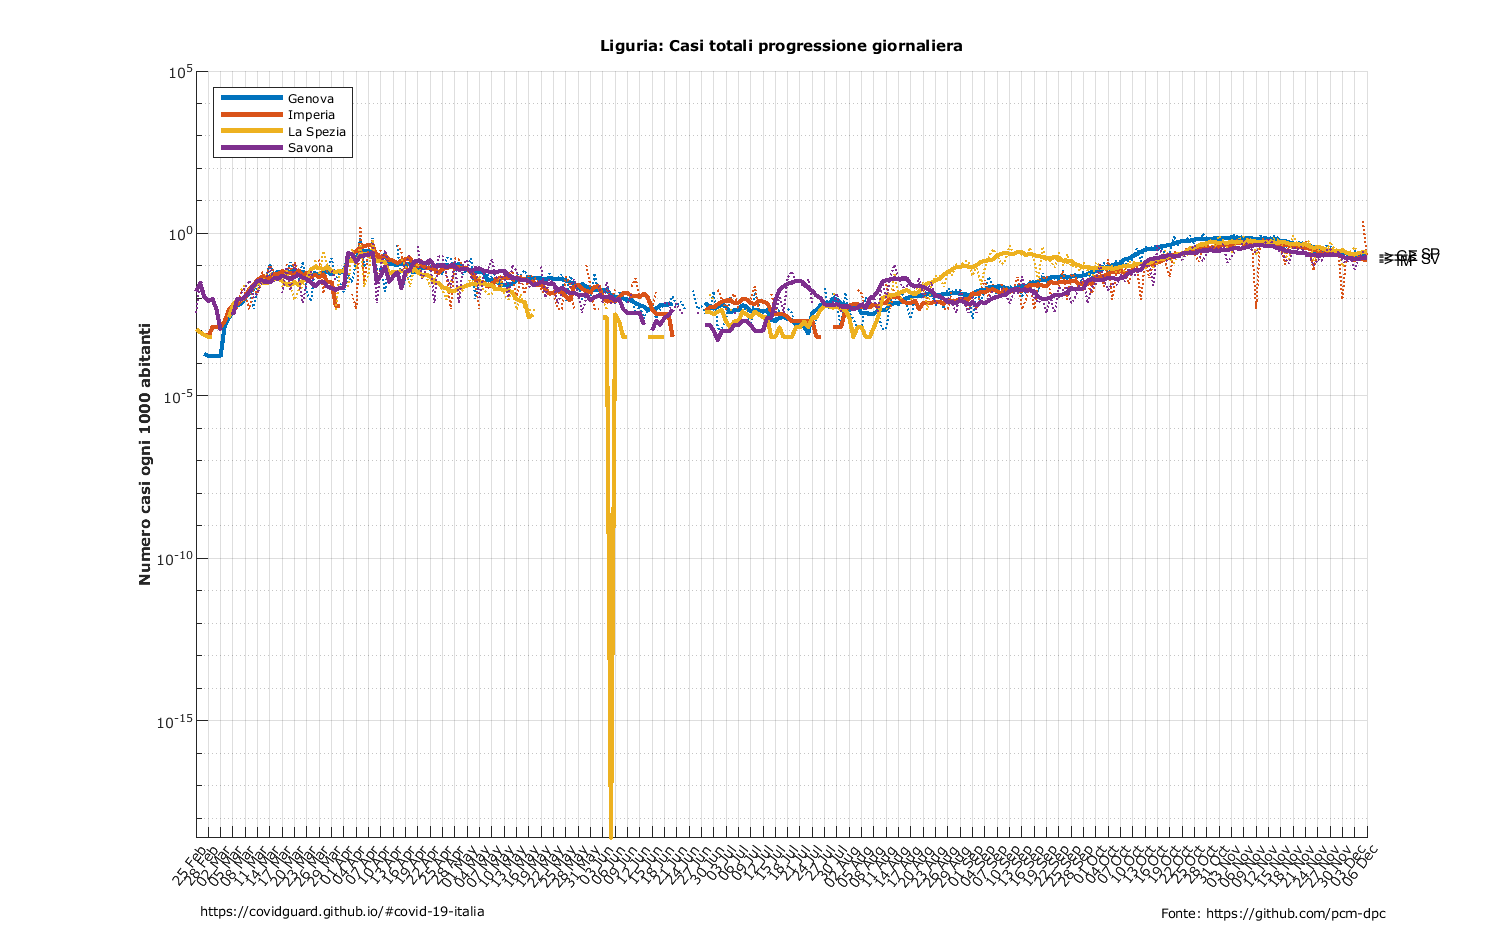 Liguria: Casi totali progressione giornaliera
Numero casi ogni 1000 abitanti
10^5
10^0
10^-5
10^-10
10^-15
Genova
Imperia
La Spezia
Savona
25 Feb
28 Feb
02 Mar
05 Mar
08 Mar
11 Mar
14 Mar
17 Mar
20 Mar
23 Mar
26 Mar
29 Mar
01 Apr
04 Apr
07 Apr
10 Apr
13 Apr
16 Apr
19 Apr
22 Apr
25 Apr
28 Apr
01 May
04 May
07 May
10 May
13 May
16 May
19 May
22 May
25 May
28 May
31 May
03 Jun
06 Jun
09 Jun
12 Jun
15 Jun
18 Jun
21 Jun
24 Jun
27 Jun
30 Jun
03 Jul
06 Jul
09 Jul
12 Jul
15 Jul
18 Jul
21 Jul
24 Jul
27 Jul
30 Jul
02 Aug
05 Aug
08 Aug
11 Aug
14 Aug
17 Aug
20 Aug
23 Aug
26 Aug
29 Aug
01 Sep
04 Sep
07 Sep
10 Sep
13 Sep
16 Sep
19 Sep
22 Sep
25 Sep
28 Sep
01 Oct
04 Oct
07 Oct
10 Oct
13 Oct
16 Oct
19 Oct
22 Oct
25 Oct
28 Oct
31 Oct
03 Nov
06 Nov
09 Nov
12 Nov
15 Nov
18 Nov
21 Nov
24 Nov
27 Nov
30 Nov
03 Dec
06 Dec
https://covidguard.github.io/#covid-19-italia
Fonte: https://github.com/pcm-dpc